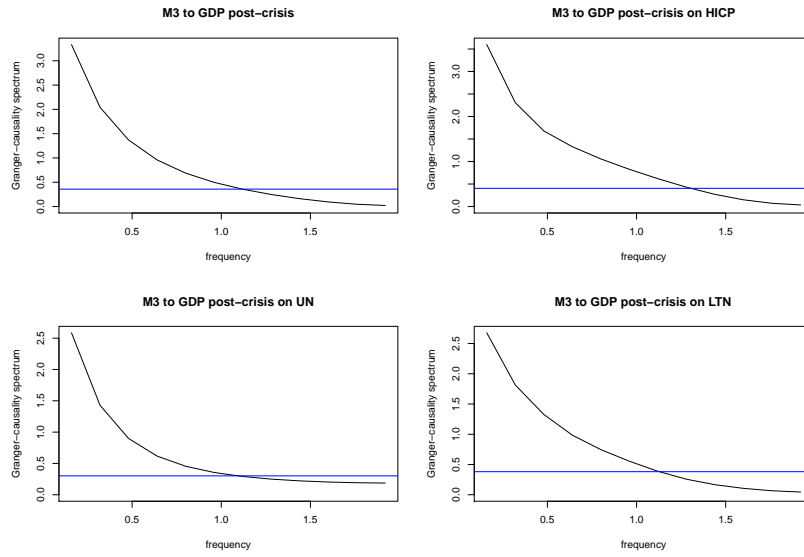 M3 to GDP post−crisis
Granger−causality spectrum
0.0 0.5 1.0 1.5 2.0 2.5 3.0
0.5 1.0 1.5
frequency
M3 to GDP post−crisis on HICP
Granger−causality spectrum
0.0 1.0 2.0 3.0
0.5 1.0 1.5
frequency
M3 to GDP post−crisis on UN
Granger−causality spectrum
0.0 0.5 1.0 1.5 2.0 2.5
0.5 1.0 1.5
frequency
M3 to GDP post−crisis on LTN
Granger−causality spectrum
0.0 0.5 1.0 1.5 2.0 2.5
0.5 1.0 1.5
frequency